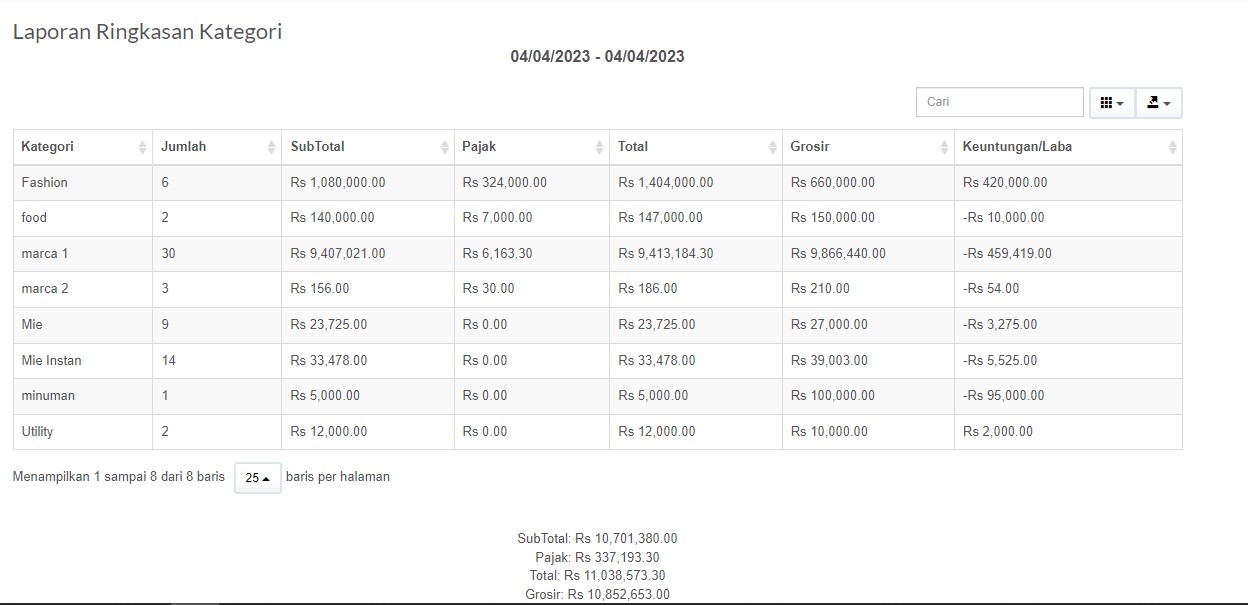 Laporan Ringkasan Kategori
04/04/2023 - 04/04/2023
Cari
Kategori Jumlah SubTotal Pajak Total Grosir Keuntungan/Laba
Fashion 6 Rs 1,080,000.00 Rs 324,000.00 Rs 1,404,000.00 Rs 660,000.00 Rs 420,000.00
food 2 Rs 140,000.00 Rs 7,000.00 Rs 147,000.00 Rs 150,000.00 -Rs 10,000.00
marca 1 30 Rs 9,407,021.00 Rs 6,163.30 Rs 9,413,184.30 Rs 9,866,440.00 -Rs 459,419.00
marca 2 3 Rs 156.00 Rs 30.00 Rs 186.00 Rs 210.00 -Rs 54.00
Mie 9 Rs 23,725.00 Rs 0.00 Rs 23,725.00 Rs 27,000.00 -Rs 3,275.00
Mie Instan 14 Rs 33,478.00 Rs 0.00 Rs 33,478.00 Rs 39,003.00 -Rs 5,525.00
minuman 1 Rs 5,000.00 Rs 0.00 Rs 5,000.00 Rs 100,000.00 -Rs 95,000.00
Utility 2 Rs 12,000.00 Rs 0.00 Rs 12,000.00 Rs 10,000.00 Rs 2,000.00
Menampilkan 1 sampai 8 dari 8 baris 25 baris per halaman
SubTotal: Rs 10,701,380.00
Pajak: Rs 337,193.30
Total: Rs 11,038,573.30
Grosir: Rs 10,852,653.00